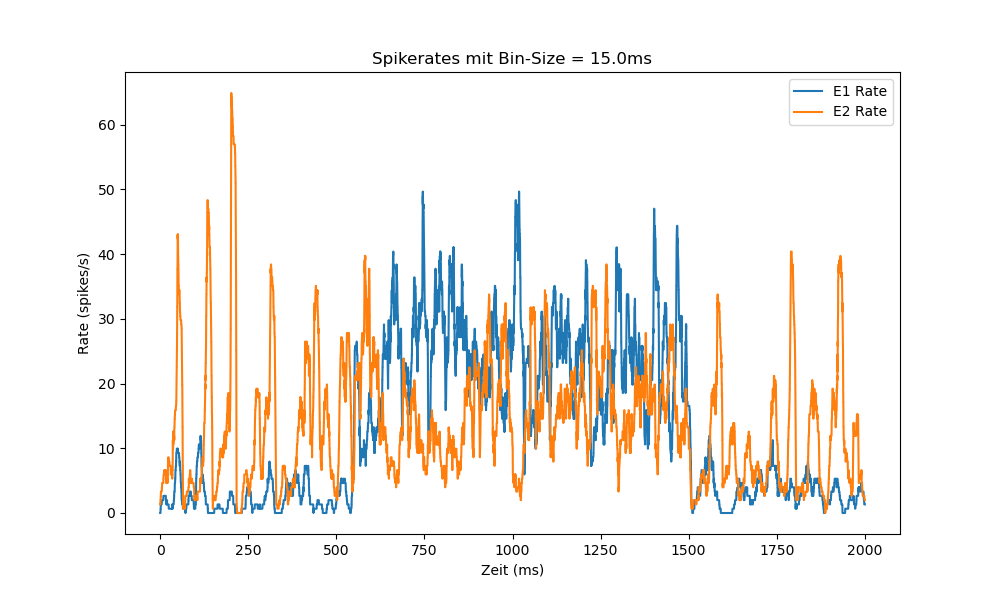 Spikerates mit Bin-Size = 15.0ms
E1 Rate
E2 Rate
60
50
40
30
20
10
0
Rate (spikes/s)
0 250 500 750 1000 1250 1500 1750 2000
Zeit (ms)